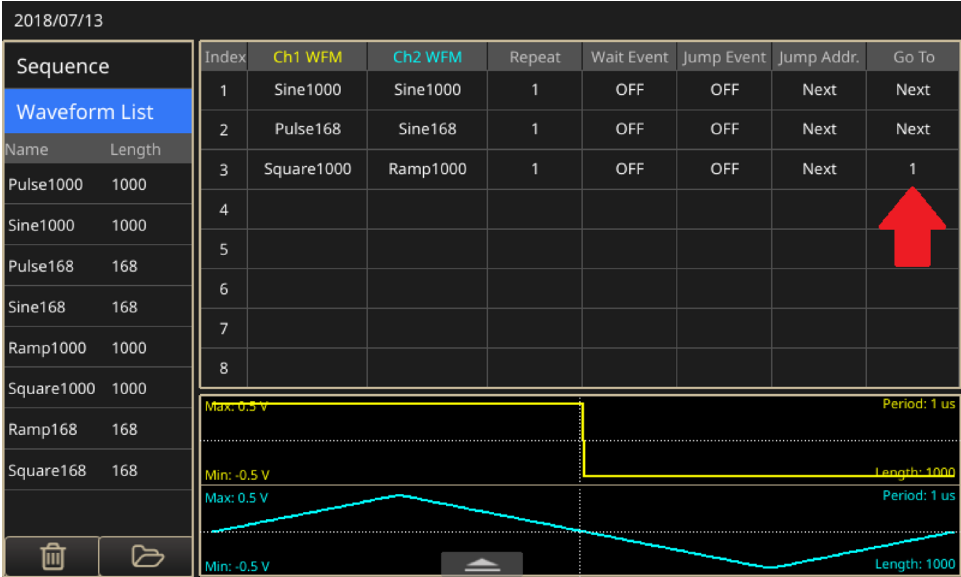 2018/07/13
Sequence
Waveform List
Name Length
Pulse1000 1000
Sine1000 1000
Pulse168 168
Sine168 168
Ramp1000 1000
Square1000 1000
Ramp168 168
Square168 168
Index Ch1 WFM Ch2 WFM Repeat Wait Event Jump Event Jump Addr. Go To
1 Sine1000 Sine1000 1 OFF OFF Next Next
2 Pulse168 Sine168 1 OFF OFF Next Next
3 Square1000 Ramp1000 1 OFF OFF Next 1
4
5
6
7
8
Max: 0.5 V Period: 1 us
Min: -0.5 V Length: 1000
Max: 0.5 V Period: 1 us
Min: -0.5 V Length: 1000